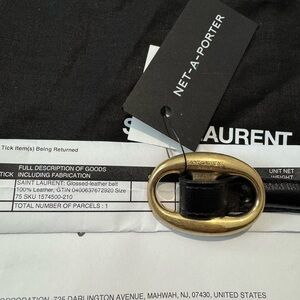 NET-A-PORTER
AURENT
Tick Item(s) Being Returned
TICK
FULL DESCRIPTION OF GOODS
INCLUDING FABRICATION
UNIT NET
SAINT LAURENT: Glossed-leather belt
100% Leather, GTIN 0400637672920 Size
75 SKU 1574500-210
TOTAL NUMBER OF PARCELS : 1
725 DARLINGTON AVENUE, MAHWAH, NJ 07430, UNITED STATES